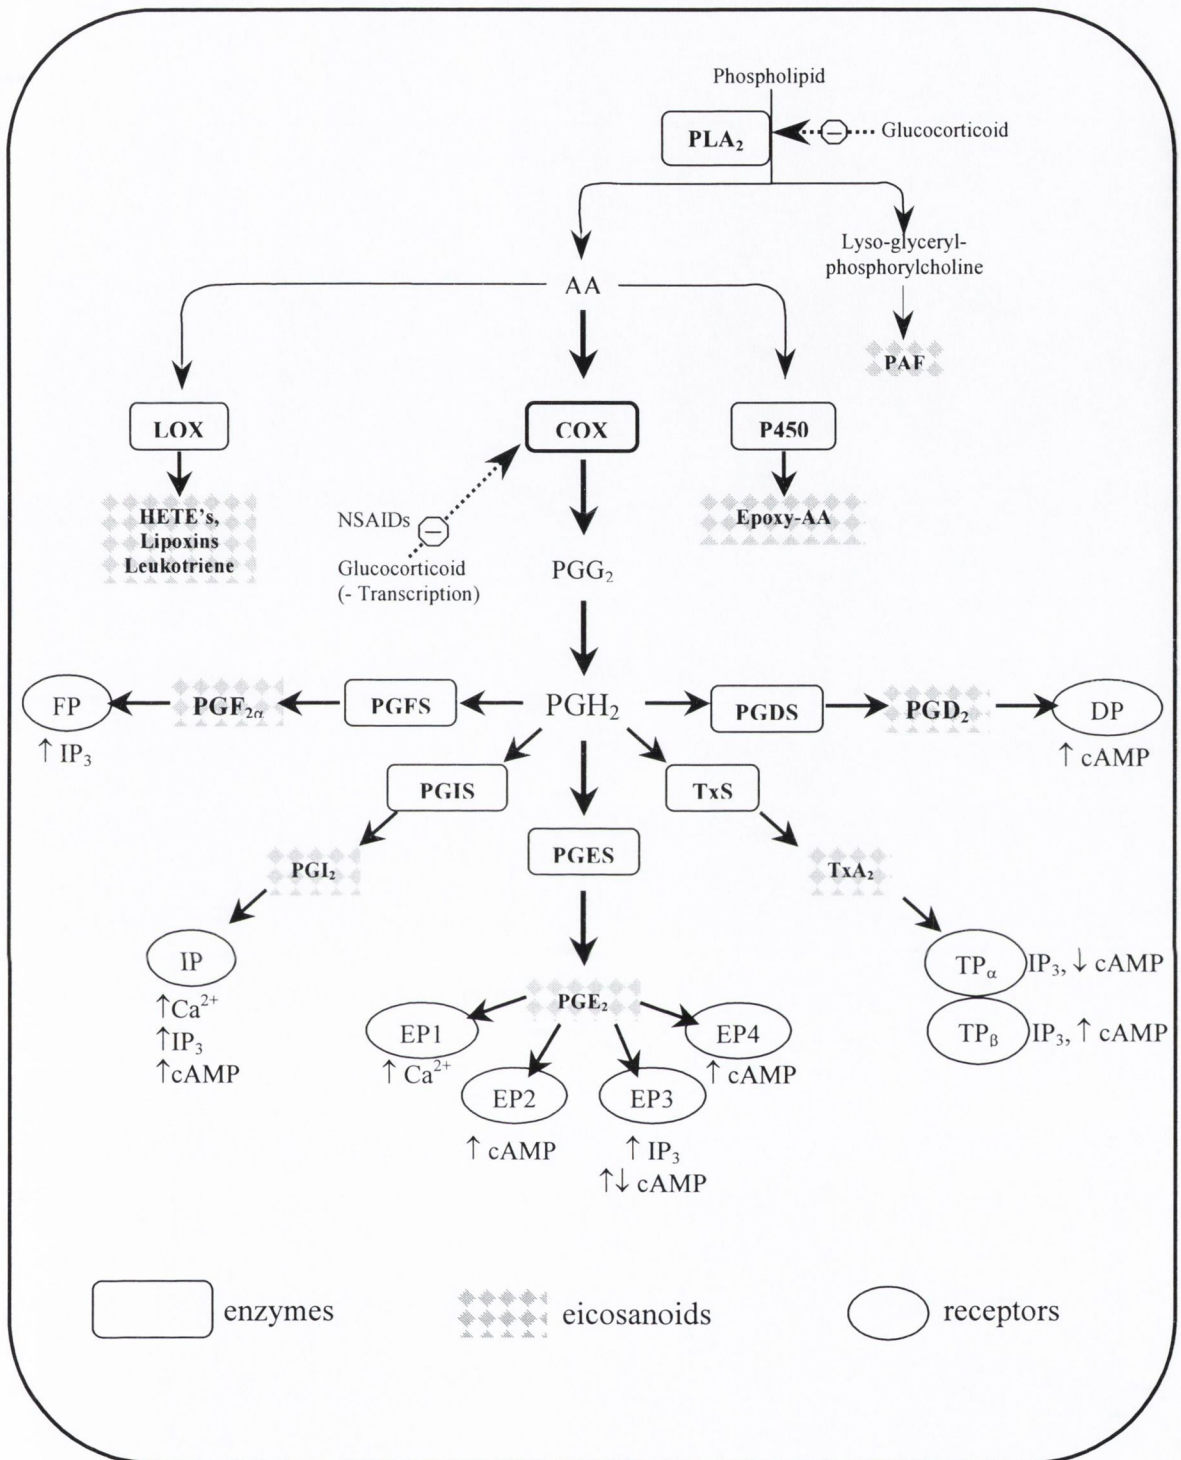 Phospholipid
PLA₂
Glucocorticoid
Lyso-glyceryl-
phosphorylcholine
AA
PAF
LOX
COX
P450
HETE's,
Lipoxins
Leukotriene
NSAIDs
Glucocorticoid
(- Transcription)
Epoxy-AA
PGG₂
FP
PGF₂α
PGFS
PGH₂
PGDS
PGD₂
DP
↑ IP₃
↑ cAMP
PGIS
TxS
PGES
PGI₂
TxA₂
IP
↑Ca²⁺
↑IP₃
↑cAMP
TPα IP₃, ↓ cAMP
TPβ IP₃, ↑ cAMP
PGE₂
EP1
↑ Ca²⁺
EP2
↑ cAMP
EP3
↑ IP₃
↑↓ cAMP
EP4
↑ cAMP
enzymes
eicosanoids
receptors